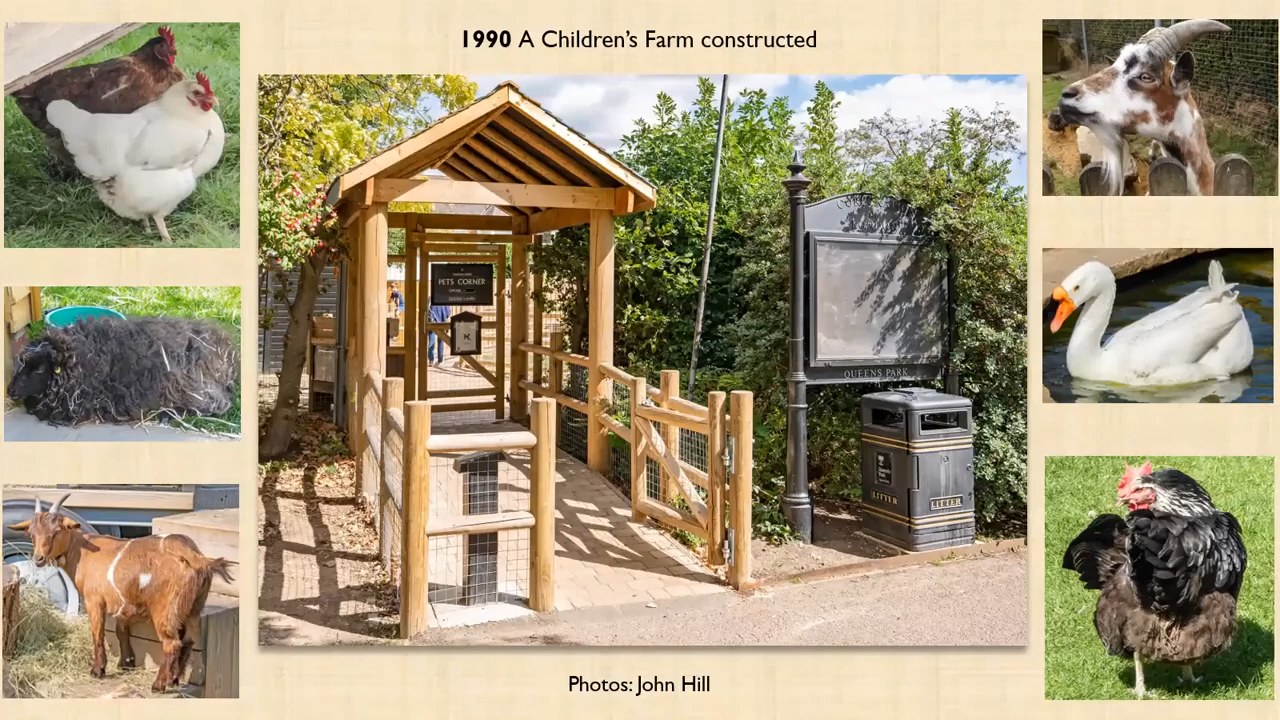 1990 A Children's Farm constructed
PETS CORNER
QUEENS PARK
LITTER
LITTER
Photos: John Hill